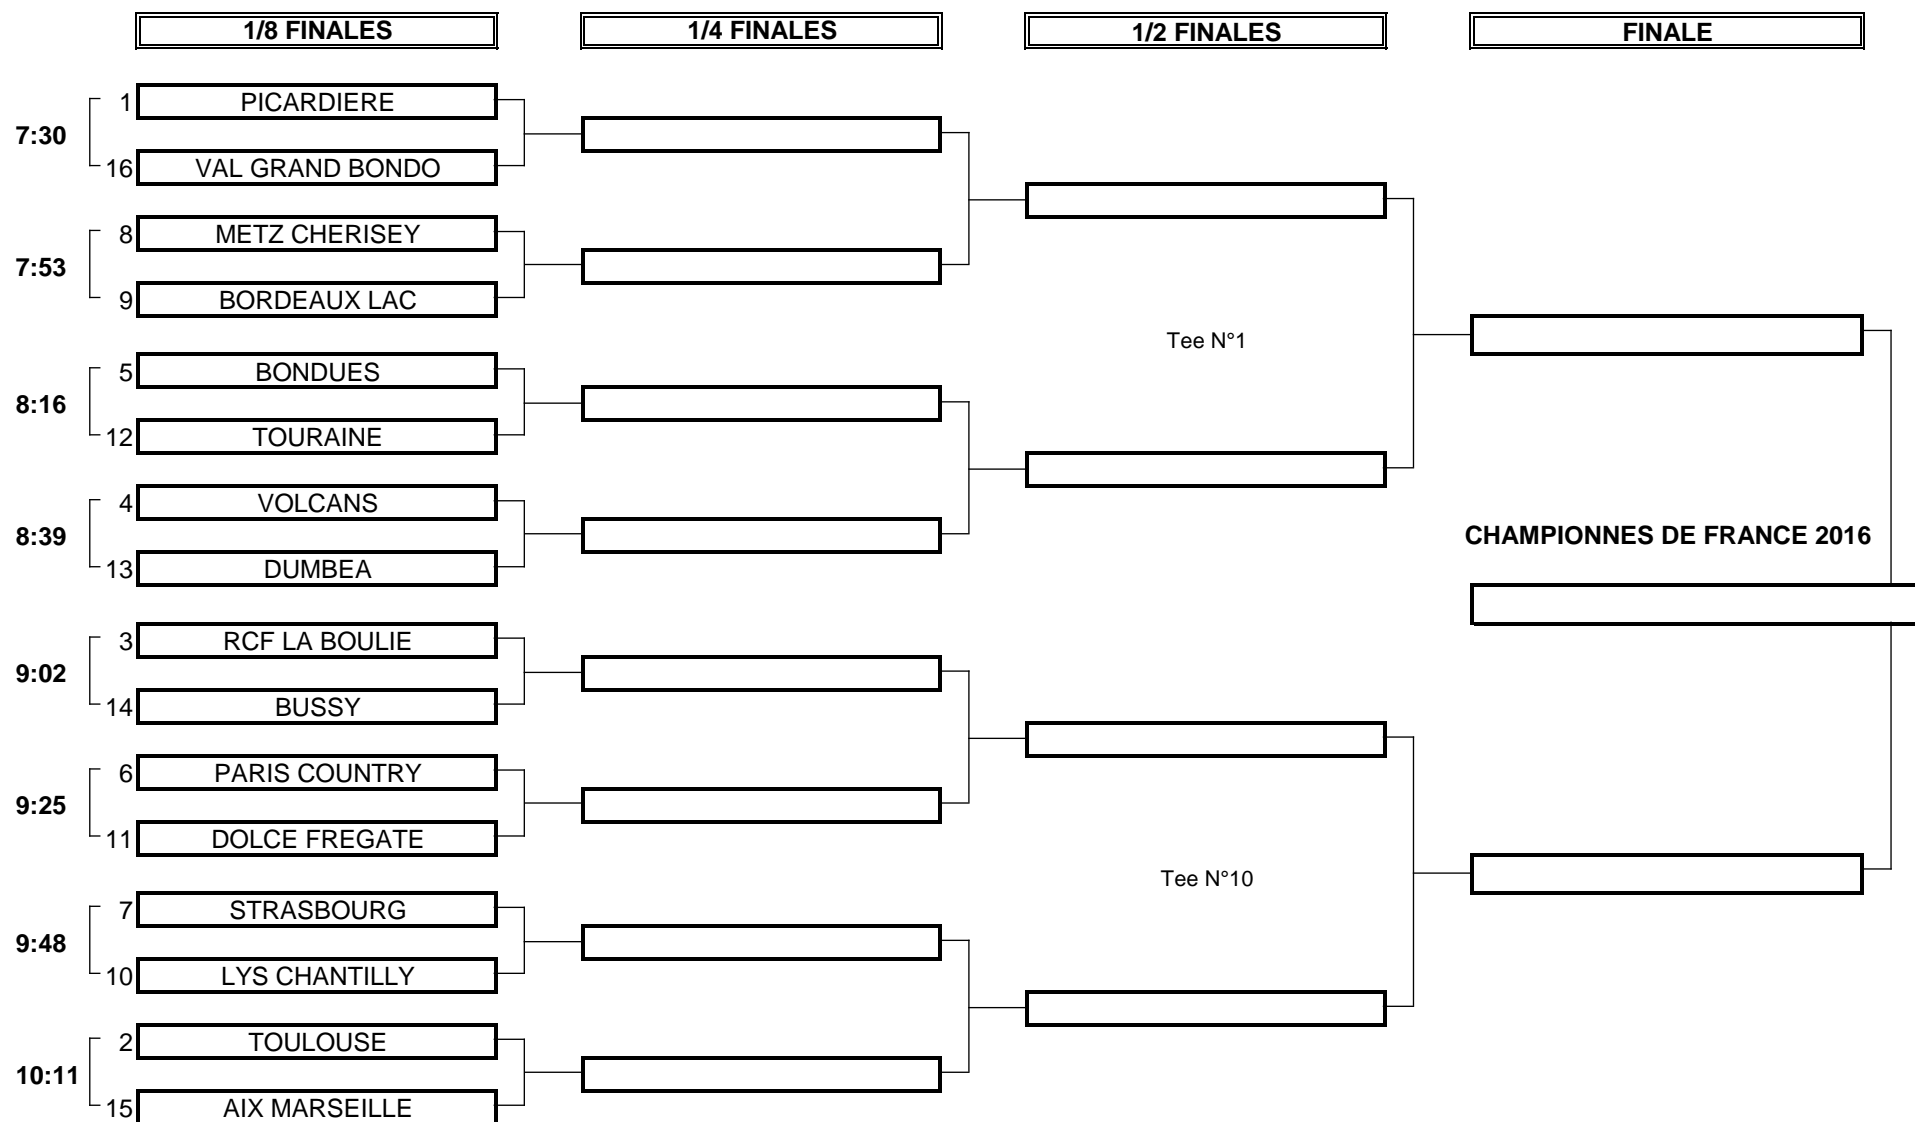 1/8 FINALES
1/4 FINALES
1/2 FINALES
FINALE
1 PICARDIERE
7:30
16 VAL GRAND BONDO
8 METZ CHERISEY
7:53
9 BORDEAUX LAC
Tee N°1
5 BONDUES
8:16
12 TOURAINE
4 VOLCANS
8:39
CHAMPIONNES DE FRANCE 2016
13 DUMBEA
3 RCF LA BOULIE
9:02
14 BUSSY
6 PARIS COUNTRY
9:25
11 DOLCE FREGATE
Tee N°10
7 STRASBOURG
9:48
10 LYS CHANTILLY
2 TOULOUSE
10:11
15 AIX MARSEILLE